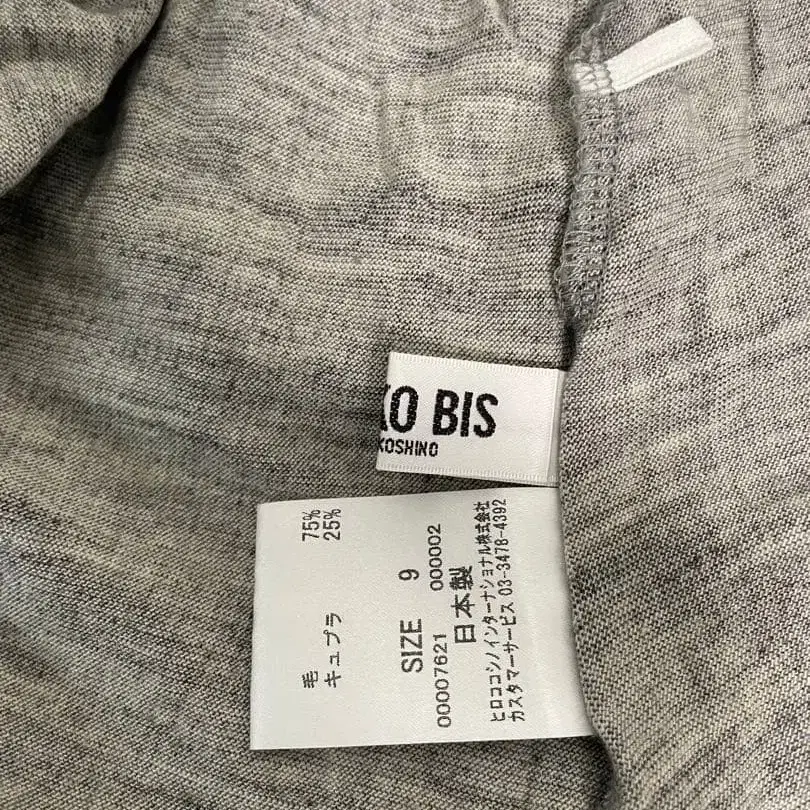 KO BIS
KOSHINO
毛 75%
キュプラ 25%
SIZE 9
00007621 000002
日本製
ヒロココシノインターナショナル株式会社
カスタマーサービス 03-3478-4392